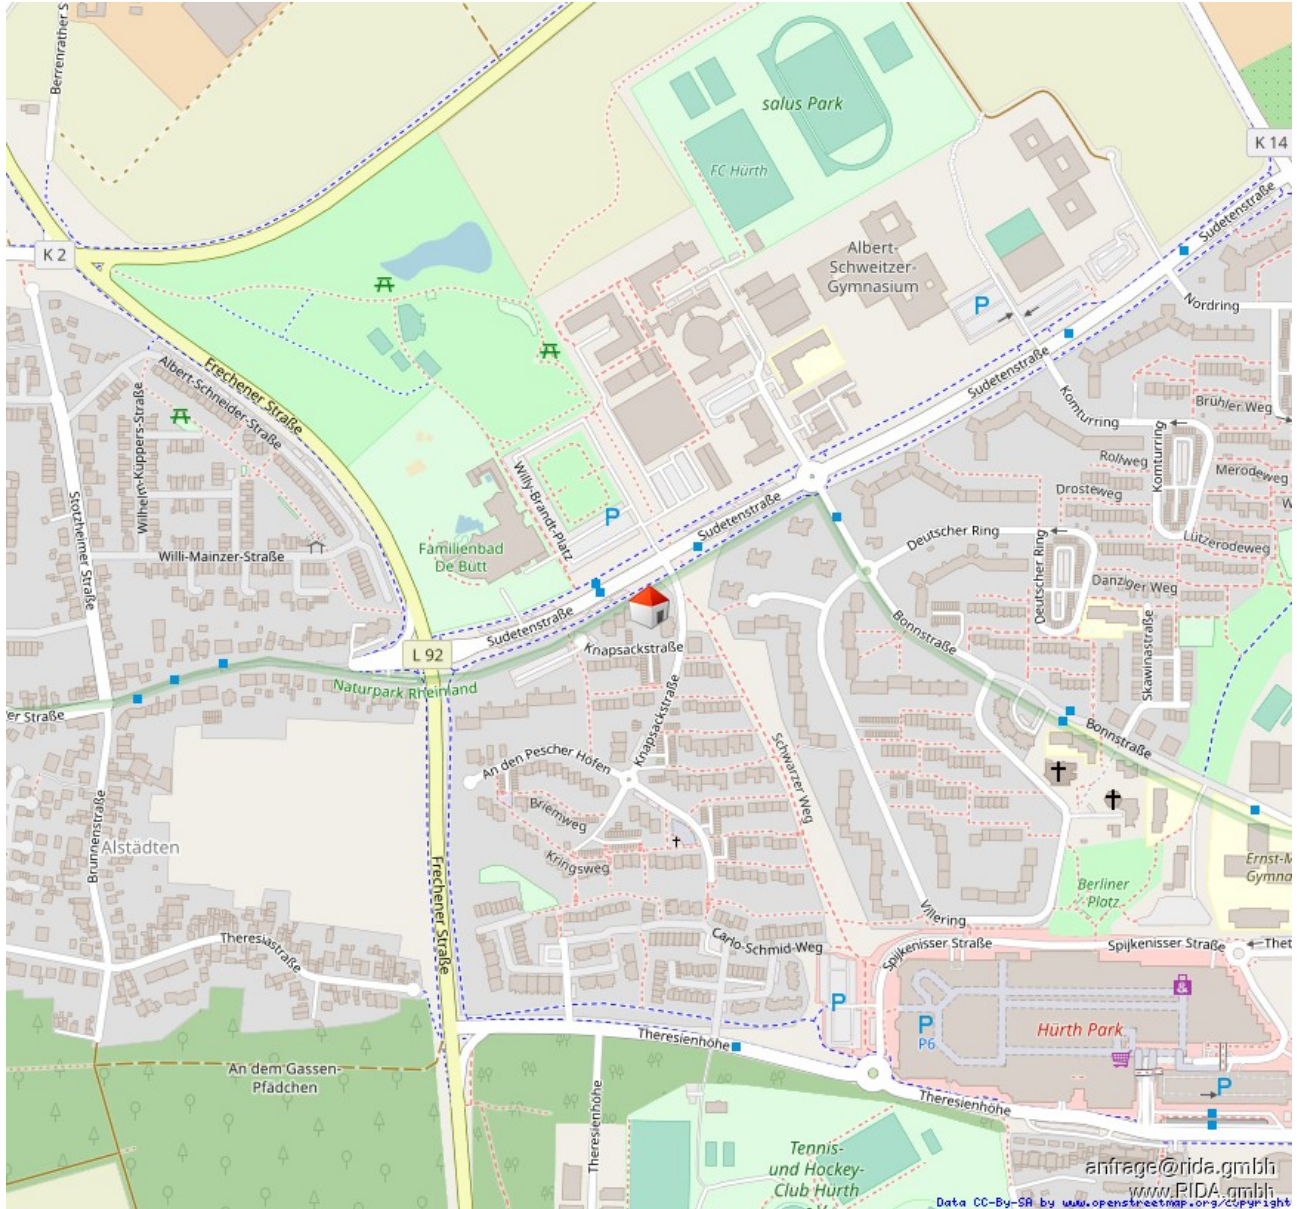 Berrenrather S
salus Park
K 14
FC Hürth
Sudetenstraße
K 2
Albert-
Schweitzer-
Gymnasium
P
Nordring
Sudetenstraße
Frechener Straße
Albert-Schneider-Straße
Wilhelm-Küppers-Straße
Komturring
Brühler Weg
Rollweg
Komturring
Merodeweg
Drosteweg
W
Stotzheimer Straße
Willy-Brandt-Platz
P
Sudetenstraße
Deutscher Ring
Lützerodeweg
Willi-Mainzer-Straße
Familienbad
De Butt
Deutscher Ring
Danziger Weg
Sudetenstraße
Bonnstraße
Skawinastraße
L 92
Knapsackstraße
Naturpark Rheinland
er Straße
Knapsackstraße
Bonnstraße
An den Pescher Höfen
Schwarzer Weg
Briemweg
Brunnenstraße
Alstädten
Kringsweg
Ernst-M
Gymna
Berliner
Platz
Frechener Straße
Villering
Theresiastraße
Carlo-Schmid-Weg
Spijkenisser Straße
Spijkenisser Straße
Thet
P
P
P6
Hürth Park
Theresienhöhe
An dem Gassen-
Pfädchen
P
Theresienhöhe
Theresienhöhe
Tennis-
und Hockey-
Club Hürth
anfrage@rida.gmbh
www.RIDA.gmbh
Data CC-By-SA by www.openstreetmap.org/copyright